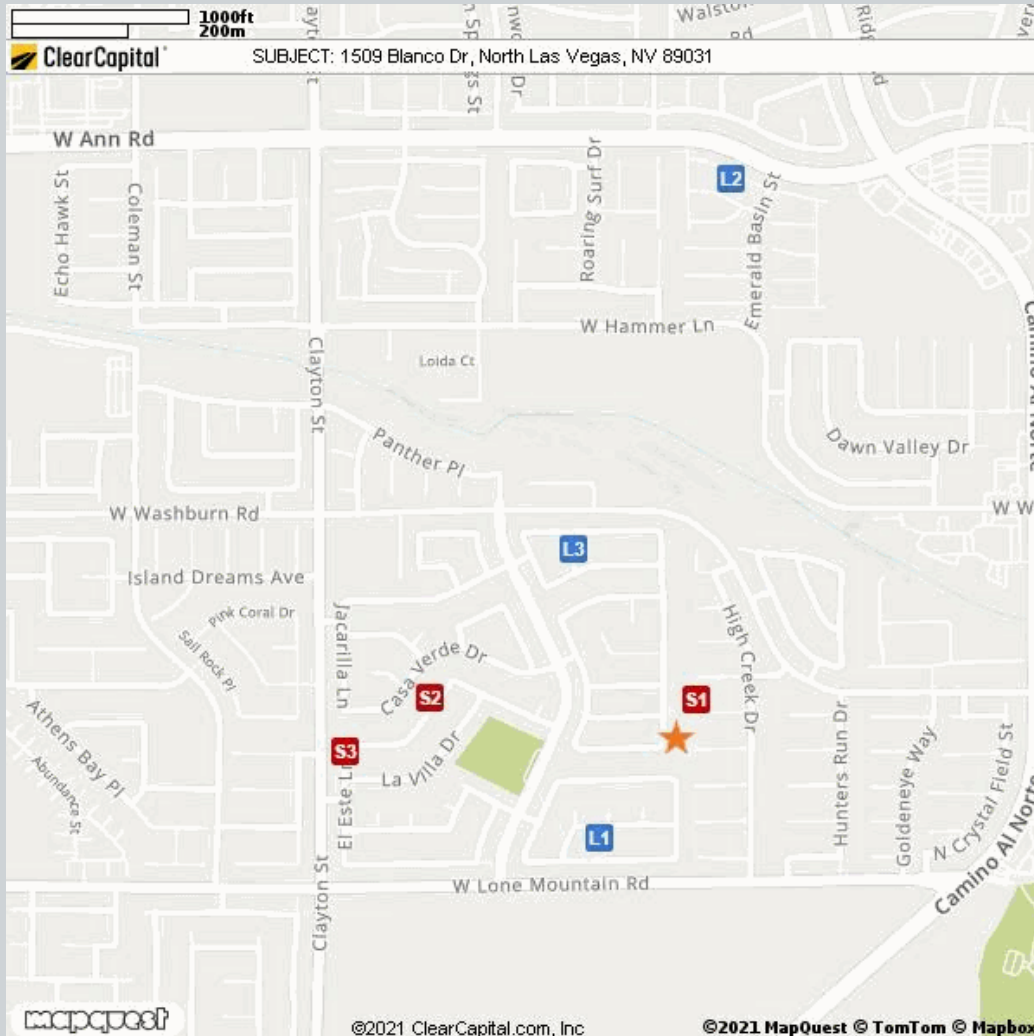 1000ft
200m
ClearCapital
SUBJECT: 1509 Blanco Dr, North Las Vegas, NV 89031
Walston
Rd
W Ann Rd
Echo Hawk St
Coleman St
Roaring Surf Dr
L2
Emerald Basin St
W Hammer Ln
Loida Ct
Clayton St
Panther Pl
Dawn Valley Dr
W Washburn Rd
W W
L3
Island Dreams Ave
Pink Coral Dr
Sail Rock Pl
Jacarilla Ln
Casa Verde Dr
High Creek Dr
S2
S1
S3
La Villa Dr
Athens Bay Pl
Abundance St
El Este Ln
Hunters Run Dr
Goldeneye Way
N Crystal Field St
L1
W Lone Mountain Rd
Camino Al Norte
Clayton St
mapquest
©2021 ClearCapital.com, Inc
©2021 MapQuest © TomTom © Mapbox